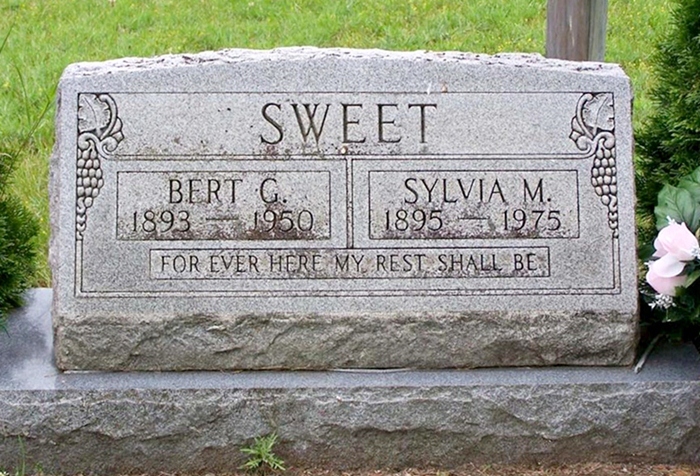 SWEET
BERT G. SYLVIA M.
1893 — 1950 1895 — 1975
FOR EVER HERE MY REST SHALL BE